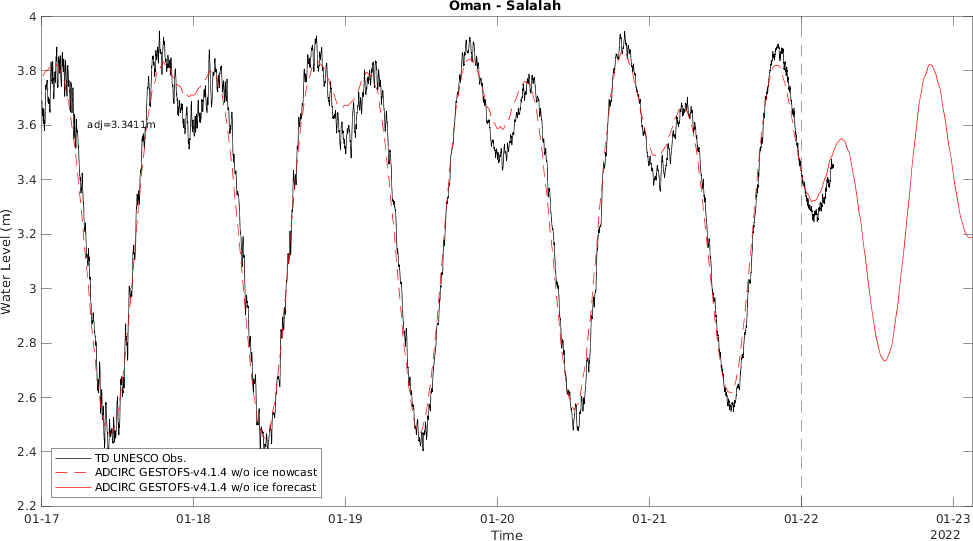 Oman - Salalah
4
3.8
3.6
3.4
3.2
3
2.8
2.6
2.4
2.2
Water Level (m)
adj=3.3411m
TD UNESCO Obs.
ADCIRC GESTOFS-v4.1.4 w/o ice nowcast
ADCIRC GESTOFS-v4.1.4 w/o ice forecast
01-17 01-18 01-19 01-20 01-21 01-22 01-23
Time
2022